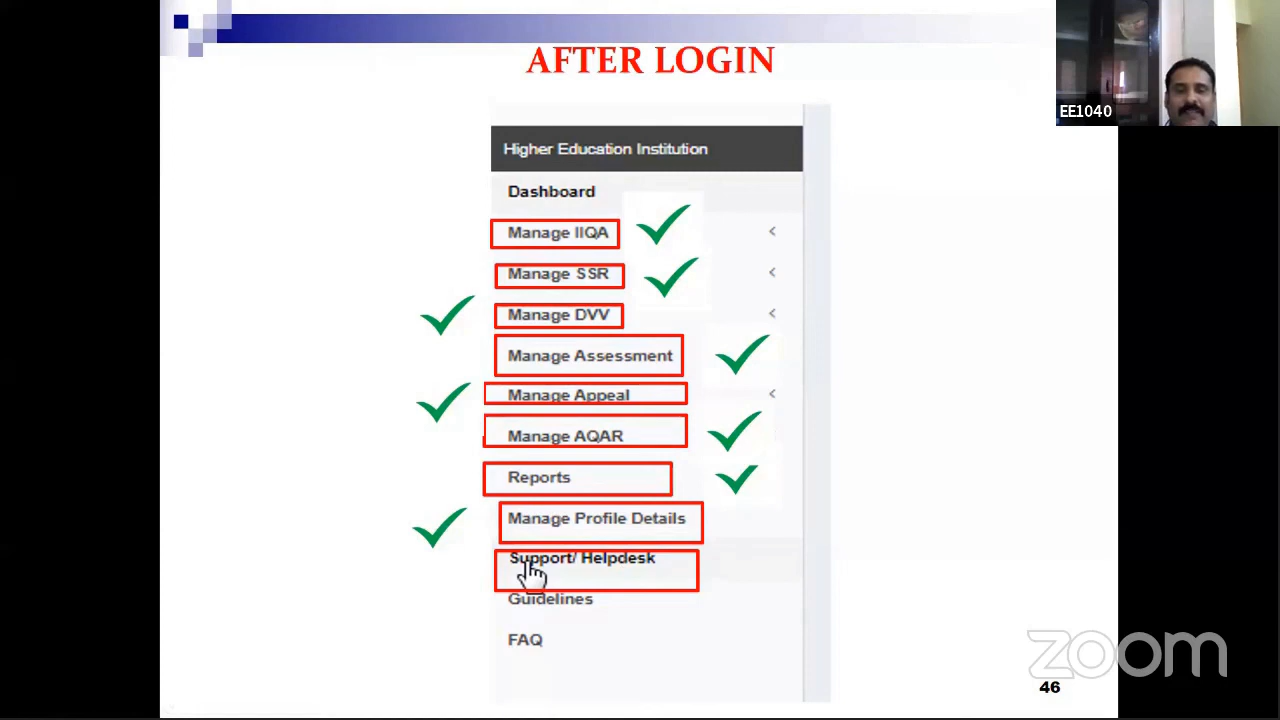 AFTER LOGIN
EE1040
Higher Education Institution
Dashboard
Manage IIQA
Manage SSR
Manage DVV
Manage Assessment
Manage Appeal
Manage AQAR
Reports
Manage Profile Details
Support/ Helpdesk
Guidelines
FAQ
zoom
46